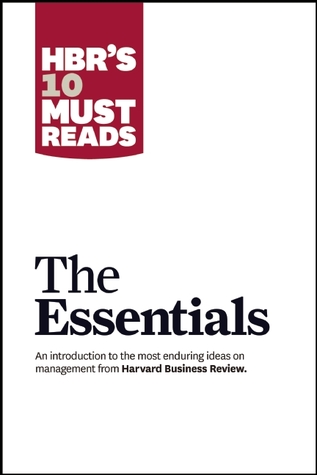 HBR'S
10
MUST
READS
The
Essentials
An introduction to the most enduring ideas on
management from Harvard Business Review.